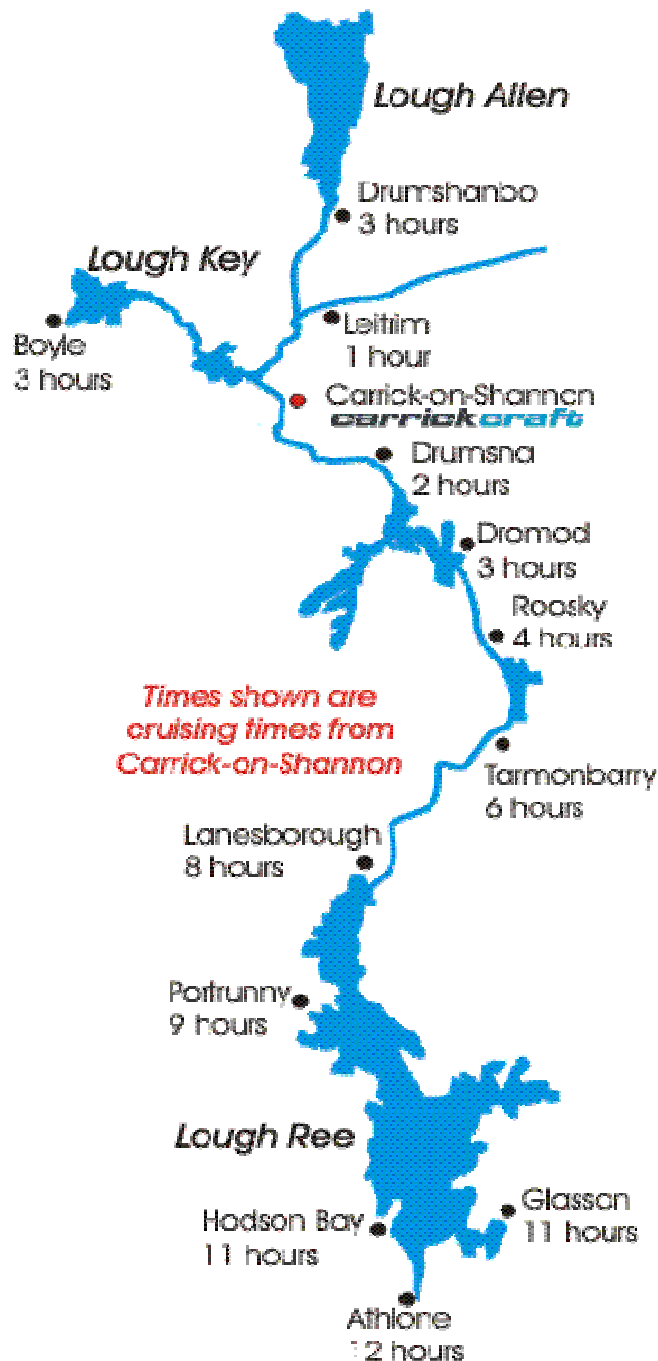 Lough Allen
Drumshanbo
3 hours
Lough Key
Leitrim
1 hour
Boyle
3 hours
Carrick-on-Shannon
carrickcraft
Drumsna
2 hours
Dromod
3 hours
Roosky
4 hours
Times shown are
cruising times from
Carrick-on-Shannon
Tarmonbarry
6 hours
Lanesborough
8 hours
Portrunny
9 hours
Lough Ree
Glasson
11 hours
Hodson Bay
11 hours
Athlone
12 hours